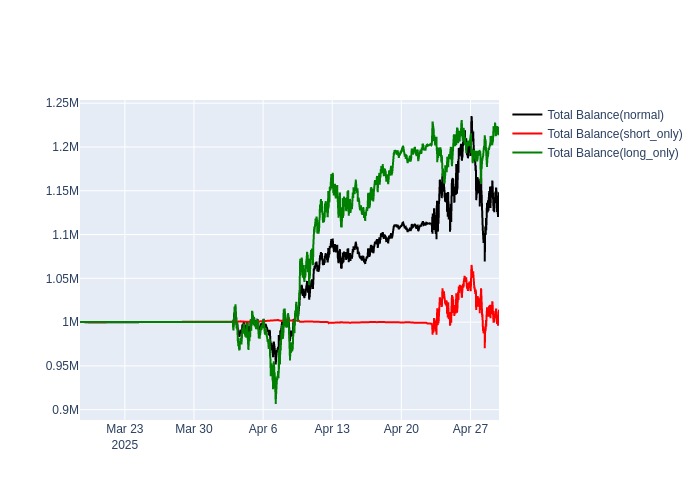 1.25M
1.2M
1.15M
1.1M
1.05M
1M
0.95M
0.9M
Mar 23
2025
Mar 30
Apr 6
Apr 13
Apr 20
Apr 27
Total Balance(normal)
Total Balance(short_only)
Total Balance(long_only)